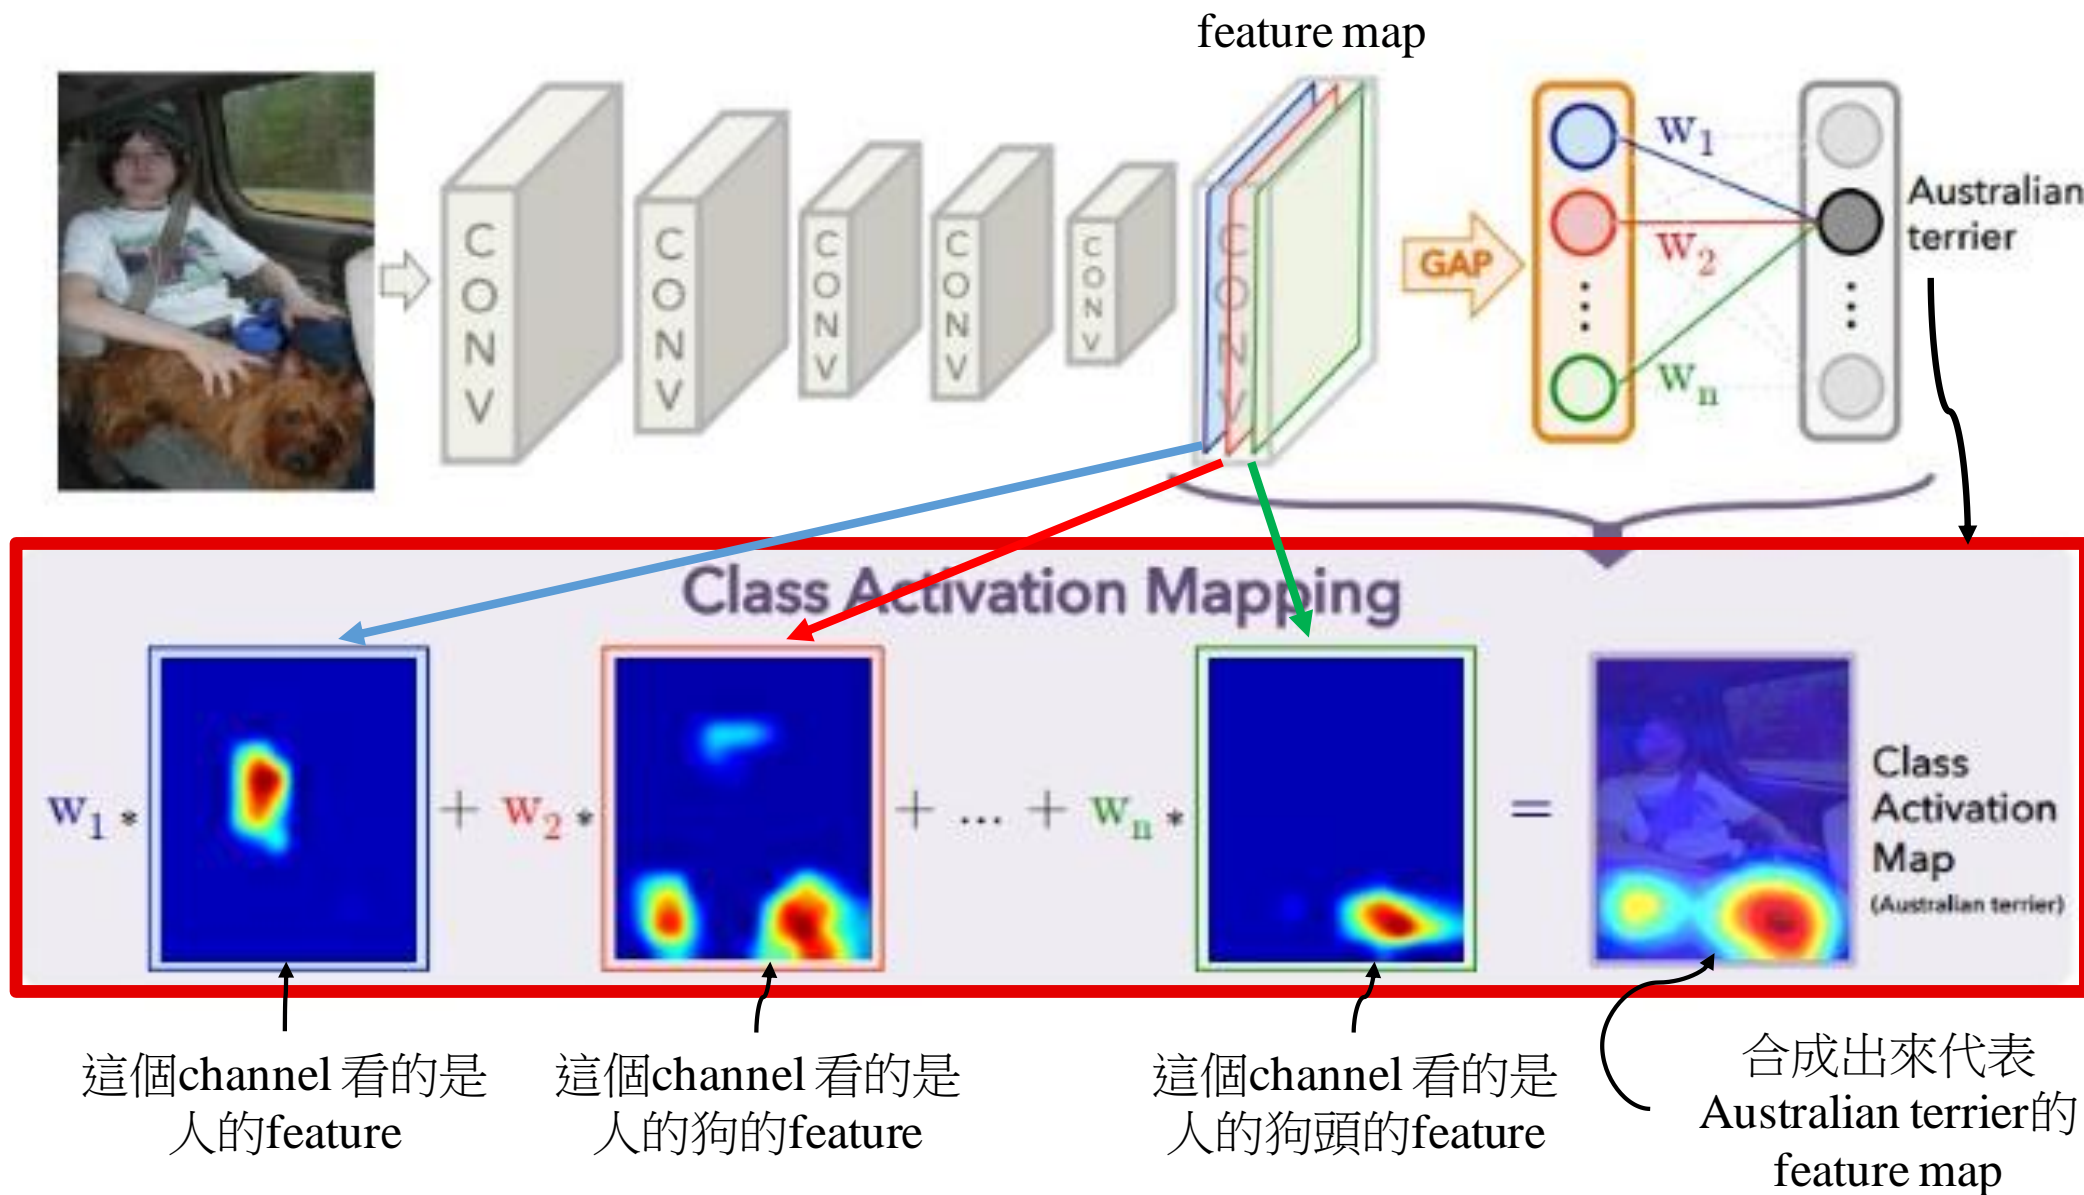 feature map
CONV
CONV
CONV
CONV
CONV
CONV
GAP
w1
w2
wn
Australian
terrier
Class Activation Mapping
w1 * + w2 * + ... + wn * =
Class
Activation
Map
(Australian terrier)
這個channel 看的是
人的feature
這個channel 看的是
人的狗的feature
這個channel 看的是
人的狗頭的feature
合成出來代表
Australian terrier的
feature map